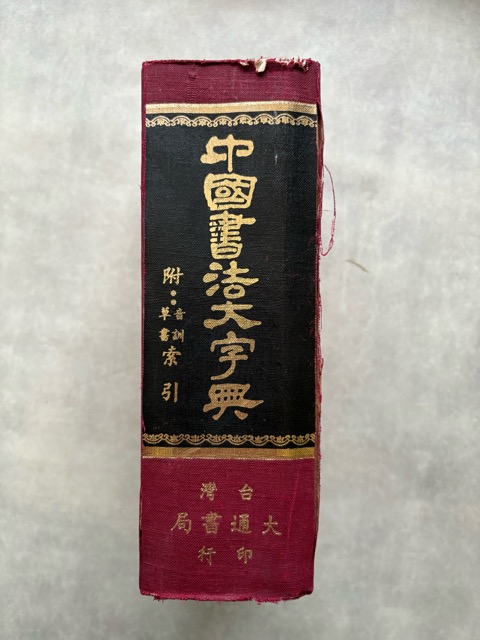 中國書法大字典
附：音訓草書索引
台灣
大通書局
印行